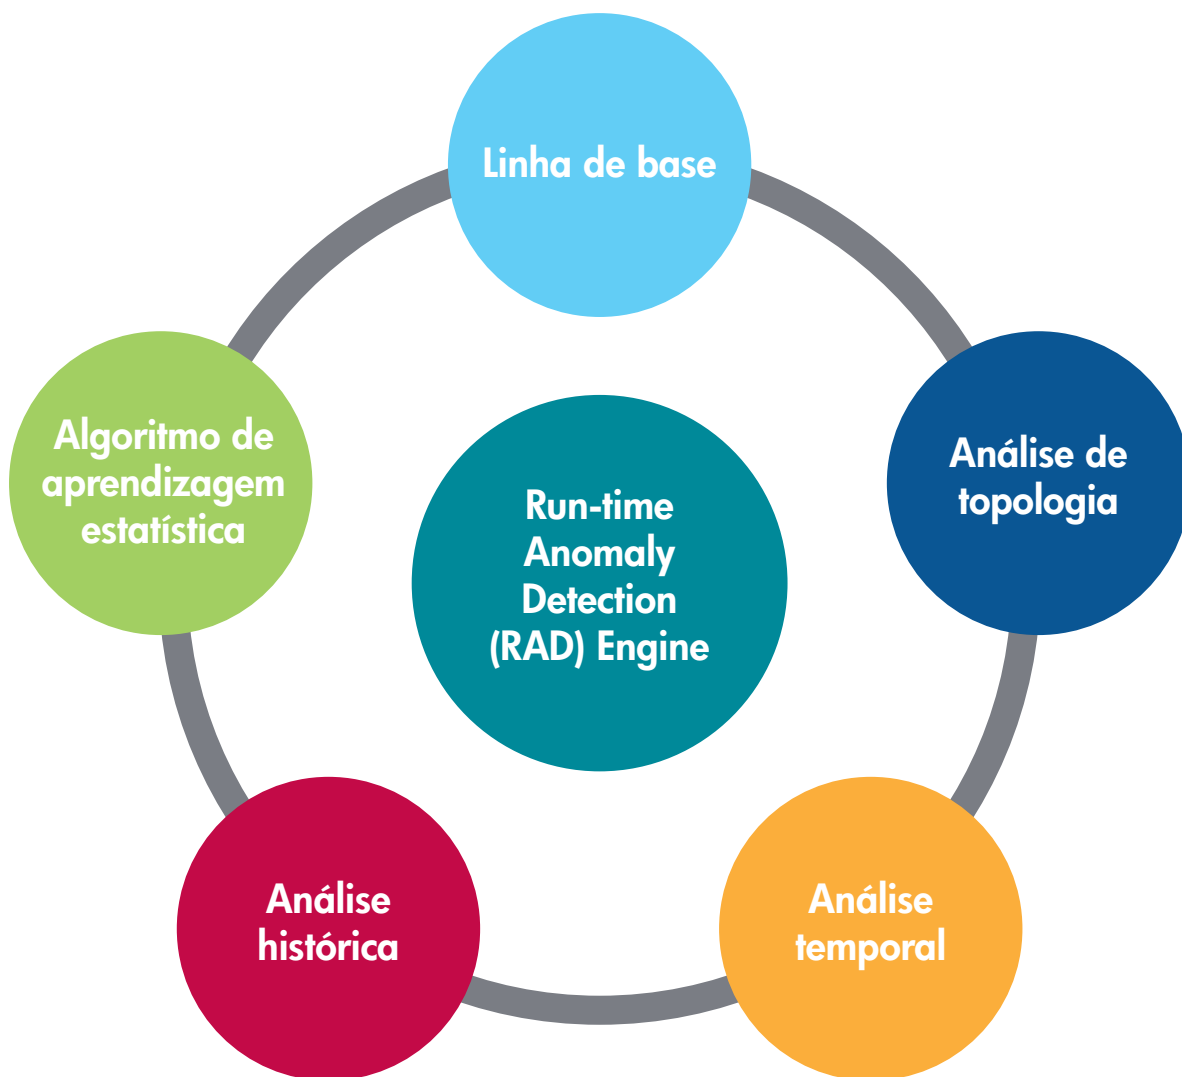 Linha de base
Análise de
topologia
Análise
temporal
Análise
histórica
Algoritmo de
aprendizagem
estatística
Run-time
Anomaly
Detection
(RAD) Engine